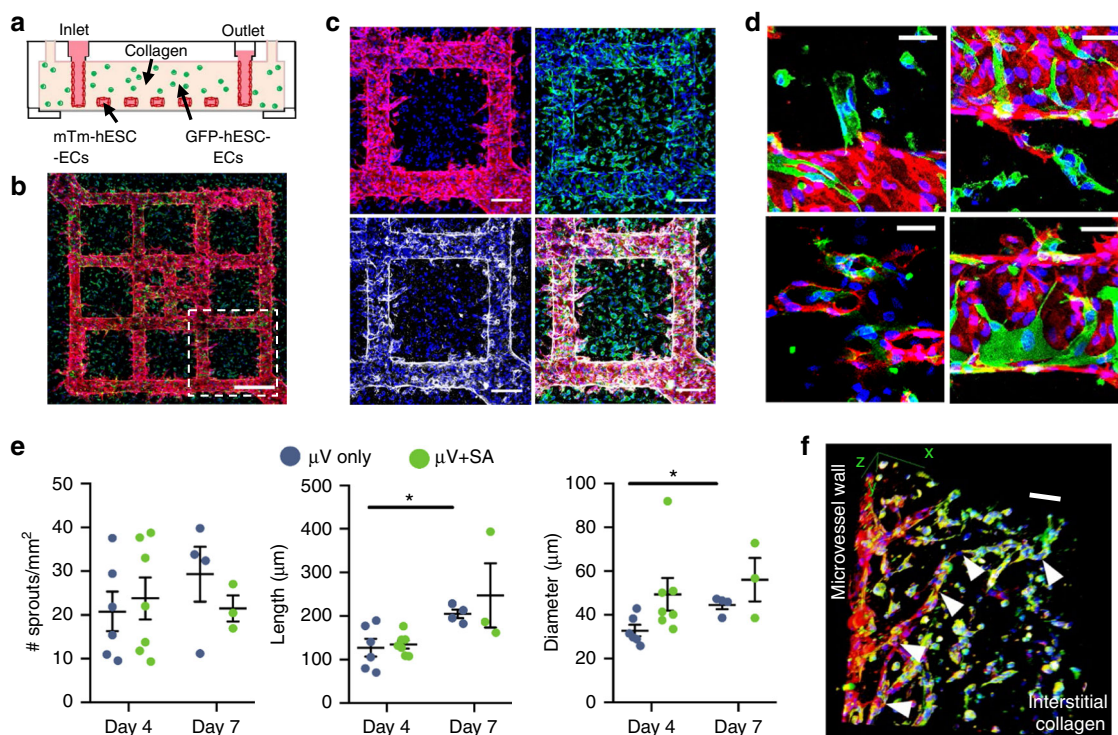 a
Inlet
Outlet
Collagen
mTm-hESC
-ECs
GFP-hESC-
ECs
b
c
d
e
μV only
μV+SA
# sprouts/mm2
50
40
30
20
10
0
Day 4
Day 7
Length (μm)
500
400
300
200
100
0
*
Day 4
Day 7
Diameter (μm)
100
80
60
40
20
0
*
Day 4
Day 7
f
z
x
y
Microvessel wall
Interstitial
collagen